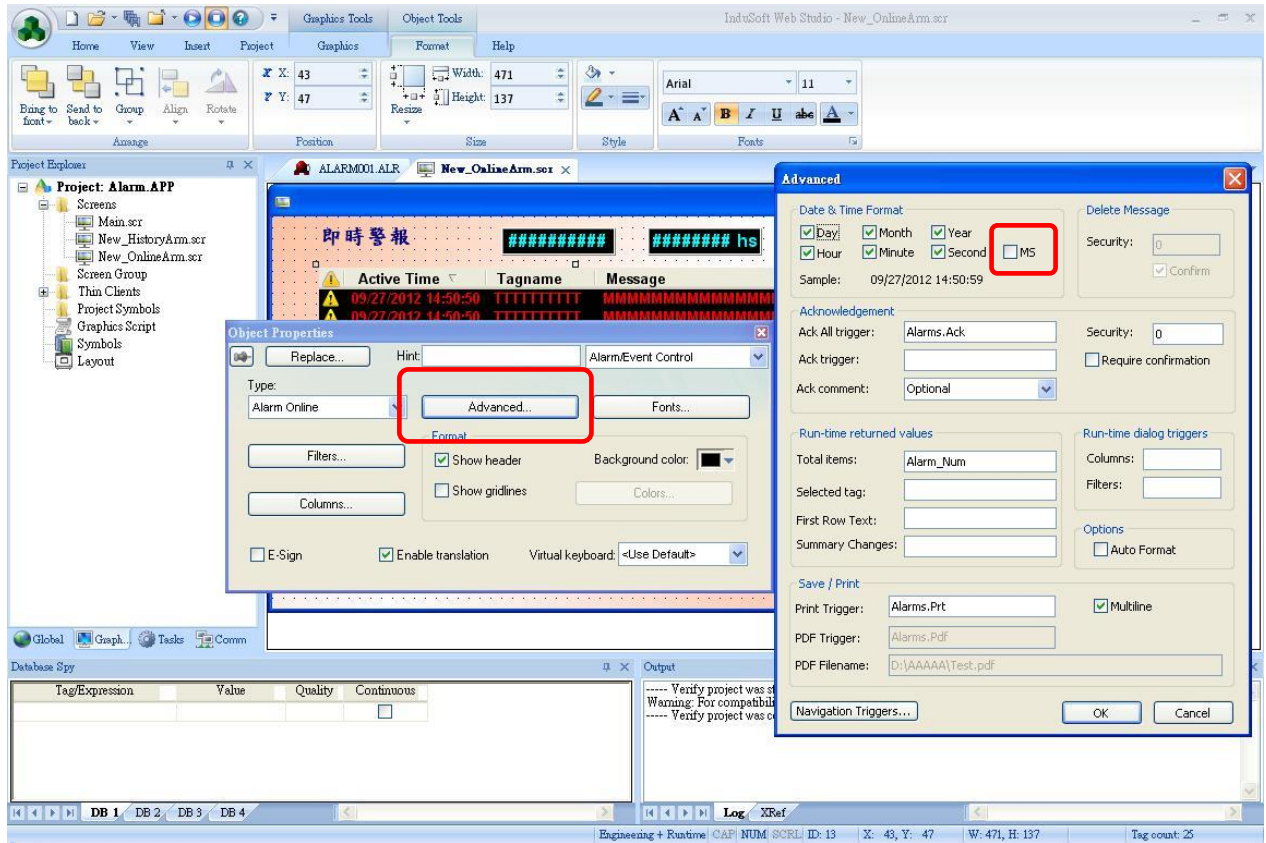 Graphics Tools Object Tools InduSoft Web Studio - New_OnlineArm.scr
Home View Insert Project Graphics Format Help
Bring to front Send to back Group Align Rotate
X: 43
Y: 47
Resize Width: 471
Height: 137
Arial 11
A A B I U abc A
Arrange Position Size Style Fonts
Project Explorer
Project: Alarm.APP
Screens
Main.scr
New_HistoryArm.scr
New_OnlineArm.scr
Screen Group
Thin Clients
Project Symbols
Graphics Script
Symbols
Layout
Global Graph... Tasks Comm
ALARM001.ALR New_OnlineArm.scr
即時警報 ########## ######## hs
Active Time Tagname Message
09/27/2012 14:50:50 TTTTTTTTTT MMMMMMMMMMMMMM
09/27/2012 14:50:50 TTTTTTTTTT MMMMMMMMMMMMMM
Object Properties
Replace... Hint: Alarm/Event Control
Type:
Alarm Online Advanced... Fonts...
Format
Filters... Show header Background color:
Columns... Show gridlines Colors...
E-Sign Enable translation Virtual keyboard: <Use Default>
Advanced
Date & Time Format
Day Month Year
Hour Minute Second MS
Sample: 09/27/2012 14:50:59
Delete Message
Security: 0
Confirm
Acknowledgement
Ack All trigger: Alarms.Ack Security: 0
Ack trigger: Require confirmation
Ack comment: Optional
Run-time returned values
Total items: Alarm_Num
Selected tag:
First Row Text:
Summary Changes:
Run-time dialog triggers
Columns:
Filters:
Options
Auto Format
Save / Print
Print Trigger: Alarms.Prt Multiline
PDF Trigger: Alarms.Pdf
PDF Filename: D:\AAAAA\Test.pdf
Navigation Triggers... OK Cancel
Database Spy
Tag/Expression Value Quality Continuous
DB 1 DB 2 DB 3 DB 4
Output
----- Verify project was
Warning: For compatibili
----- Verify project was
Log XRef
Engineering + Runtime CAP NUM SCRL ID: 13 X: 43, Y: 47 W: 471, H: 137 Tag count: 25